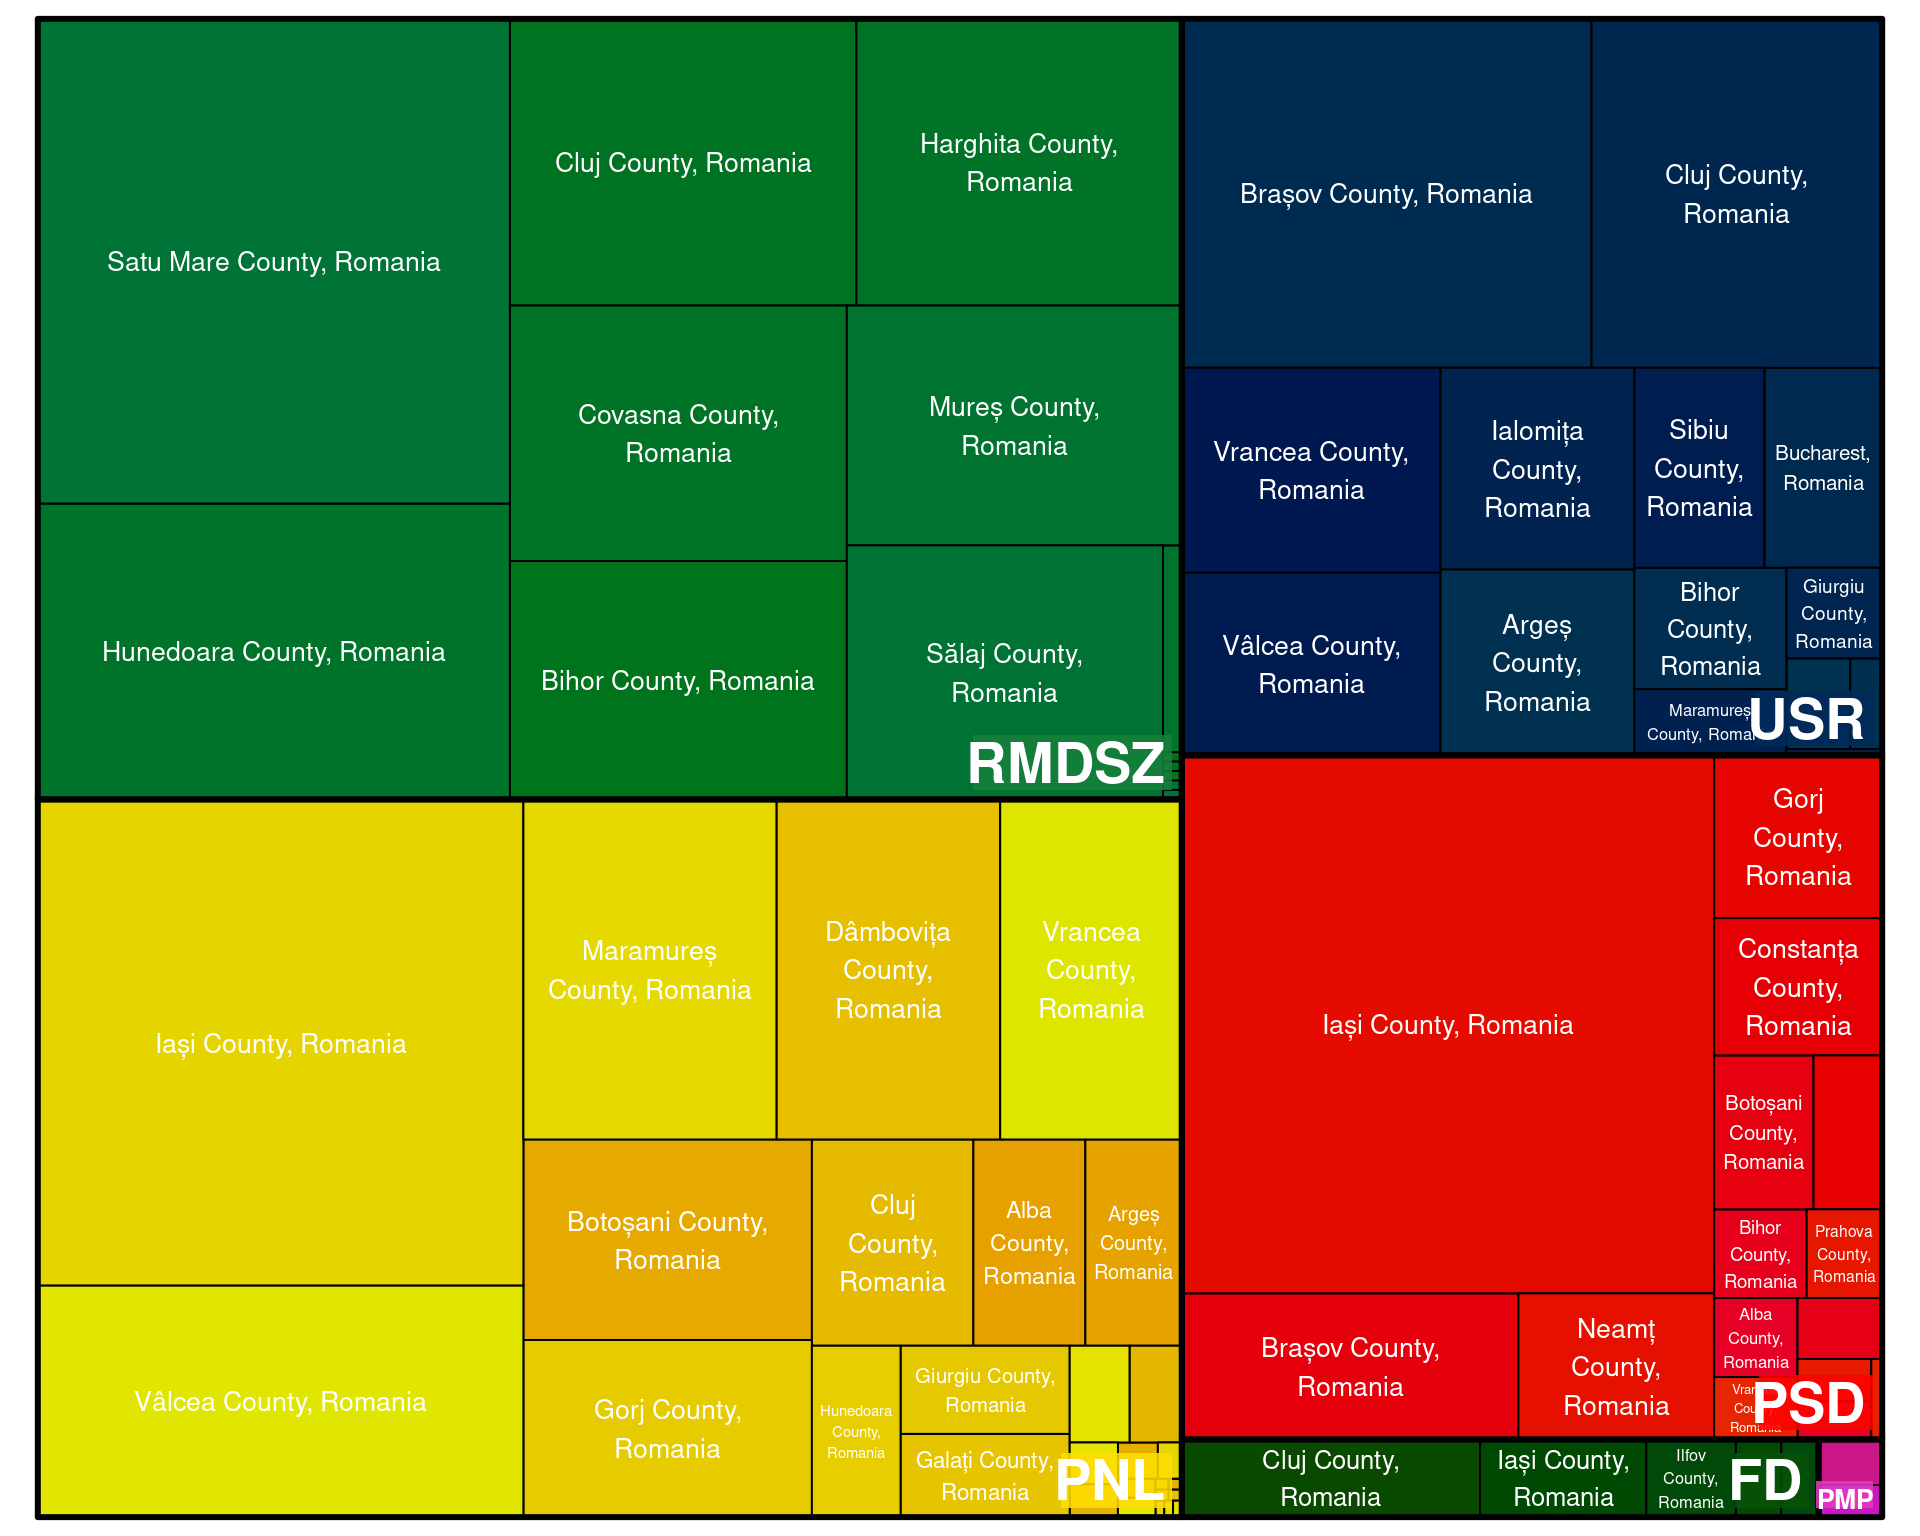 Satu Mare County, Romania
Hunedoara County, Romania
Cluj County, Romania
Harghita County,
Romania
Covasna County,
Romania
Mureș County,
Romania
Bihor County, Romania
Sălaj County,
Romania
RMDSZ
Brașov County, Romania
Cluj County,
Romania
Vrancea County,
Romania
Ialomița
County,
Romania
Sibiu
County,
Romania
Bucharest,
Romania
Vâlcea County,
Romania
Argeș
County,
Romania
Bihor
County,
Romania
Giurgiu
County,
Romania
Maramureș
County,
USR
Iași County, Romania
Vâlcea County, Romania
Maramureș
County, Romania
Dâmbovița
County,
Romania
Vrancea
County,
Romania
Botoșani County,
Romania
Cluj
County,
Romania
Alba
County,
Romania
Argeș
County,
Romania
Gorj County,
Romania
Hunedoara
County,
Romania
Giurgiu County,
Romania
Galați County,
Romania
PNL
Iași County, Romania
Gorj
County,
Romania
Constanța
County,
Romania
Botoșani
County,
Romania
Bihor
County,
Romania
Prahova
County,
Romania
Alba
County,
Romania
Brașov County,
Romania
Neamț
County,
Romania
Romania
PSD
Cluj County,
Romania
Iași County,
Romania
Ilfov
County,
Romania
FD
PMP